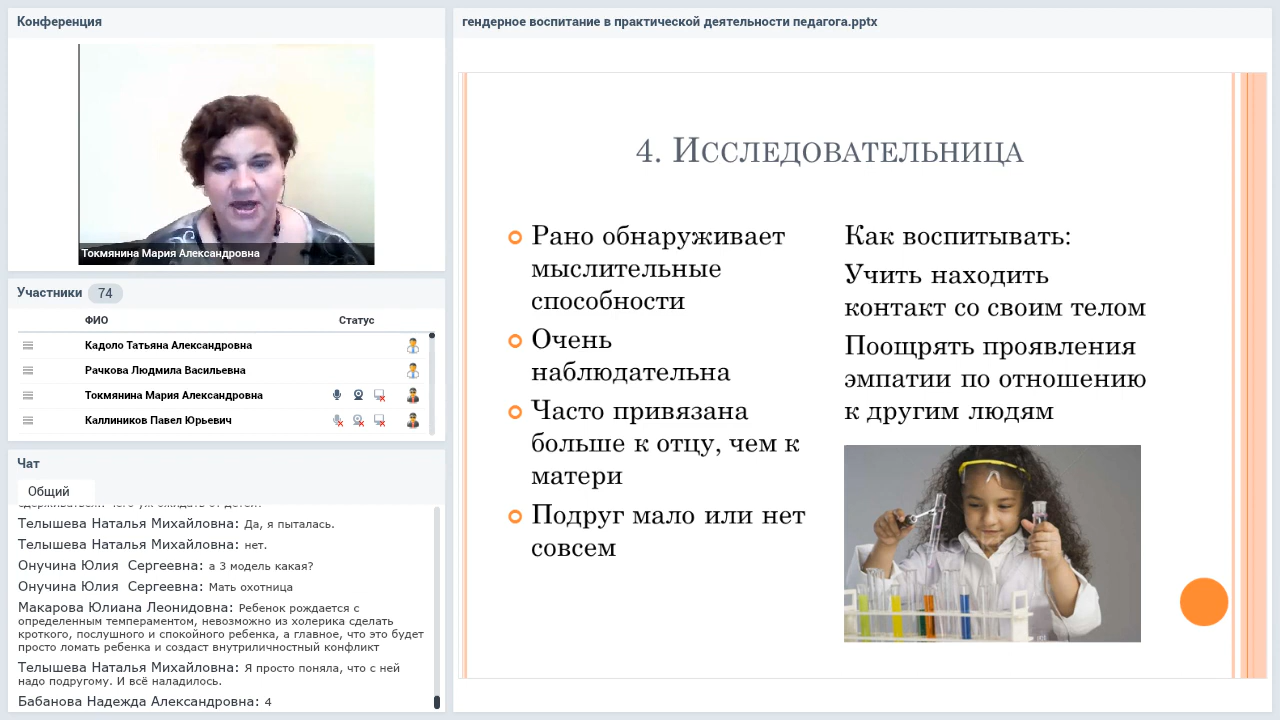 Конференция
Токмянина Мария Александровна
Участники 74
ФИО Статус
Кадоло Татьяна Александровна
Рачкова Людмила Васильевна
Токмянина Мария Александровна
Каллиников Павел Юрьевич
Чат
Общий
Телышева Наталья Михайловна: Да, я пыталась.
Телышева Наталья Михайловна: нет.
Онучина Юлия Сергеевна: а 3 модель какая?
Онучина Юлия Сергеевна: Мать охотница
Макарова Юлиана Леонидовна: Ребенок рождается с
определенным темпераментом, невозможно из холерика сделать
кроткого, послушного и спокойного ребенка, а главное, что это будет
просто ломать ребенка и создаст внутриличностный конфликт
Телышева Наталья Михайловна: Я просто поняла, что с ней
надо подругому. И всё наладилось.
Бабанова Надежда Александровна: 4
гендерное воспитание в практической деятельности педагога.pptx
4. Исследовательница
Рано обнаруживает
мыслительные
способности
Очень
наблюдательна
Часто привязана
больше к отцу, чем к
матери
Подруг мало или нет
совсем
Как воспитывать:
Учить находить
контакт со своим телом
Поощрять проявления
эмпатии по отношению
к другим людям